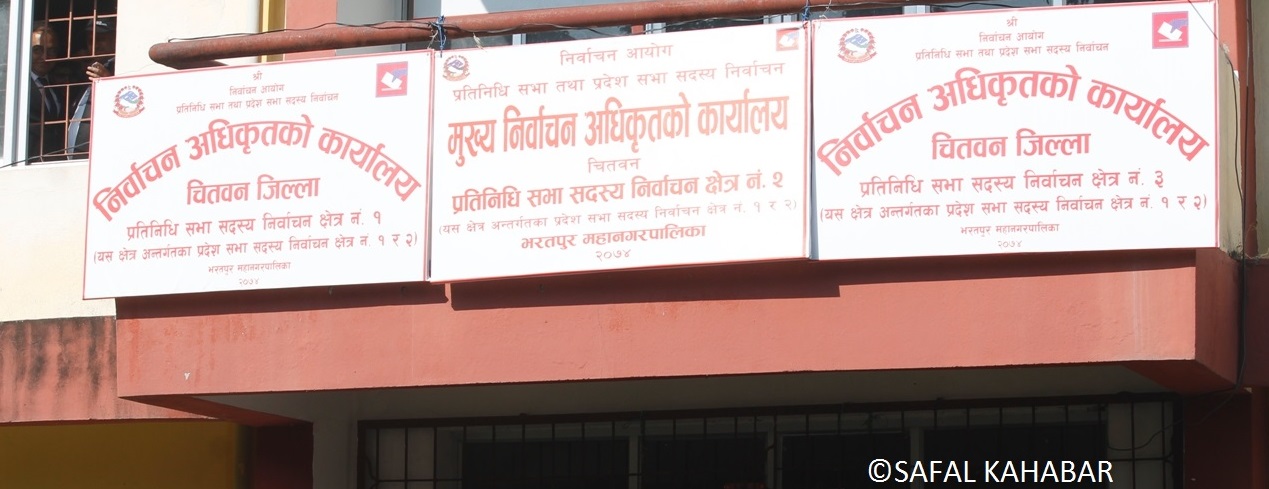 श्री
निर्वाचन आयोग
प्रतिनिधि सभा तथा प्रदेश सभा सदस्य निर्वाचन
निर्वाचन अधिकृतको कार्यालय
चितवन जिल्ला
प्रतिनिधि सभा सदस्य निर्वाचन क्षेत्र नं. १
(यस क्षेत्र अन्तर्गतका प्रदेश सभा सदस्य निर्वाचन क्षेत्र नं. १ र २)
भरतपुर महानगरपालिका
२०७४
निर्वाचन आयोग
प्रतिनिधि सभा तथा प्रदेश सभा सदस्य निर्वाचन
मुख्य निर्वाचन अधिकृतको कार्यालय
चितवन
प्रतिनिधि सभा सदस्य निर्वाचन क्षेत्र नं. २
(यस क्षेत्र अन्तर्गतका प्रदेश सभा सदस्य निर्वाचन क्षेत्र नं. १ र २)
भरतपुर महानगरपालिका
२०७४
श्री
निर्वाचन आयोग
प्रतिनिधि सभा तथा प्रदेश सभा सदस्य निर्वाचन
निर्वाचन अधिकृतको कार्यालय
चितवन जिल्ला
प्रतिनिधि सभा सदस्य निर्वाचन क्षेत्र नं. ३
(यस क्षेत्र अन्तर्गतका प्रदेश सभा सदस्य निर्वाचन क्षेत्र नं. १ र २)
भरतपुर महानगरपालिका
२०७४
©SAFAL KAHABAR